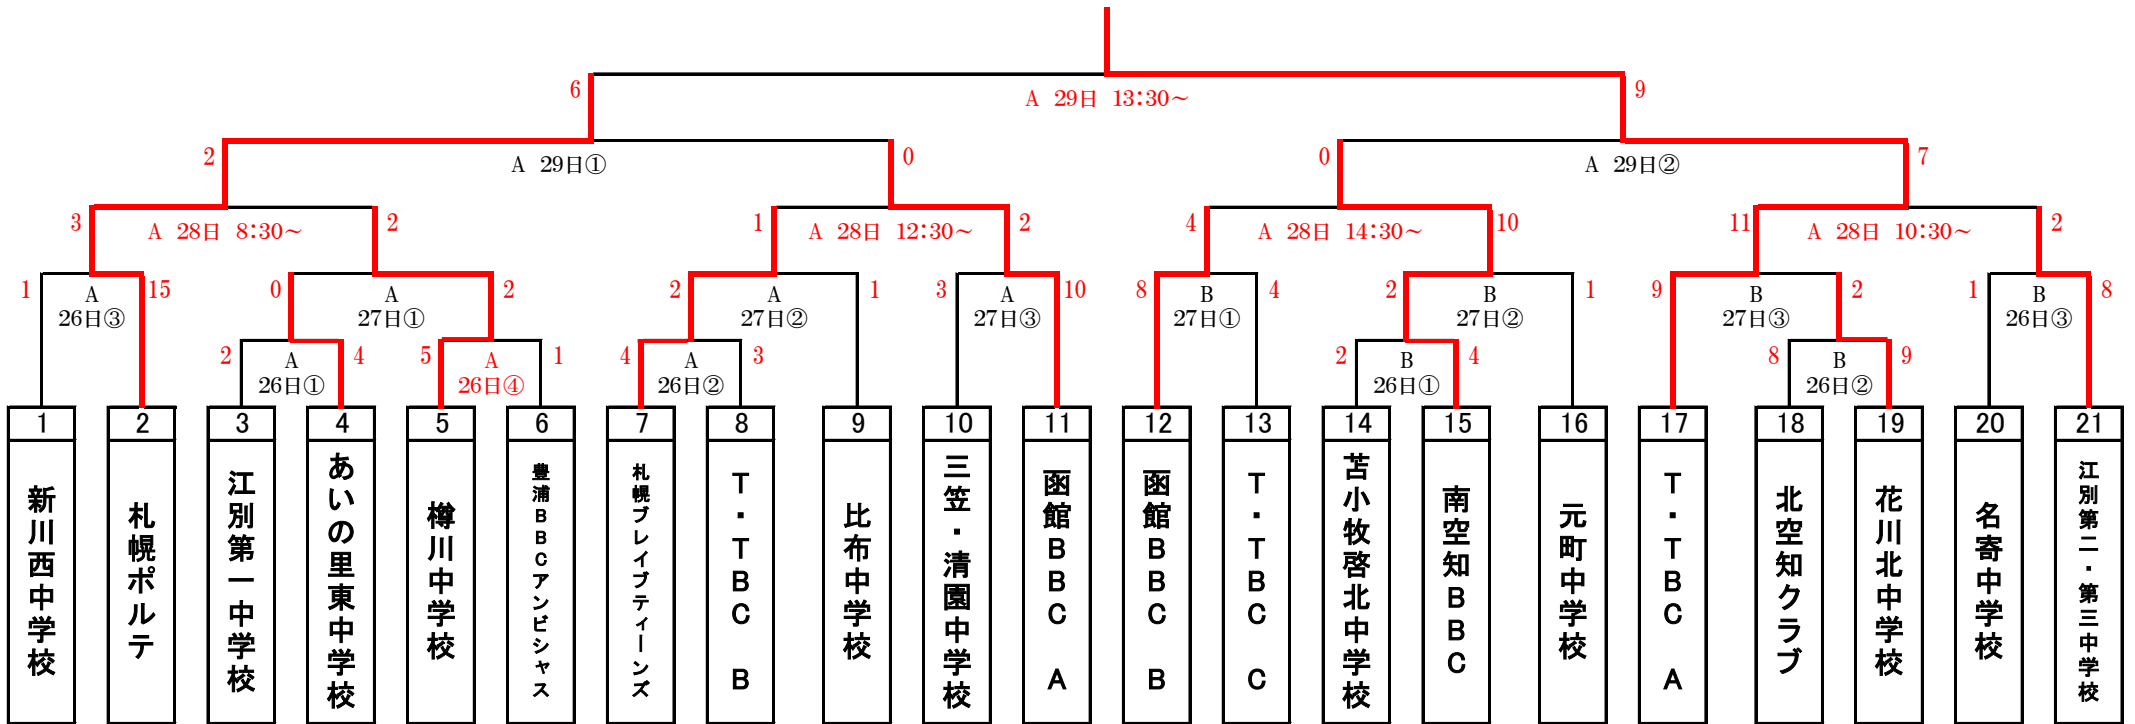 6 A 29日 13:30～ 9
2 A 29日① 0 0 A 29日② 7
3 A 28日 8:30～ 2 1 A 28日 12:30～ 2 4 A 28日 14:30～ 10 11 A 28日 10:30～ 2
1 A 15 0 A 2 2 A 1 3 A 10 8 B 4 2 B 1 9 B 2 1 B 8
26日③ 27日① 27日② 27日③ 27日① 27日② 27日③ 26日③
2 A 4 5 A 1 4 A 3 2 B 4 8 B 9
26日① 26日④ 26日② 26日① 26日②
1 2 3 4 5 6 7 8 9 10 11 12 13 14 15 16 17 18 19 20 21
新川西中学校
札幌ポルテ
江別第一中学校
あいの里東中学校
樽川中学校
豊浦BBCアンビシャス
札幌ブレイブティーンズ
T・TBC B
比布中学校
三笠・清園中学校
函館BBC A
函館BBC B
T・TBC C
苫小牧啓北中学校
南空知BBC
元町中学校
T・TBC A
北空知クラブ
花川北中学校
名寄中学校
江別第二・第三中学校